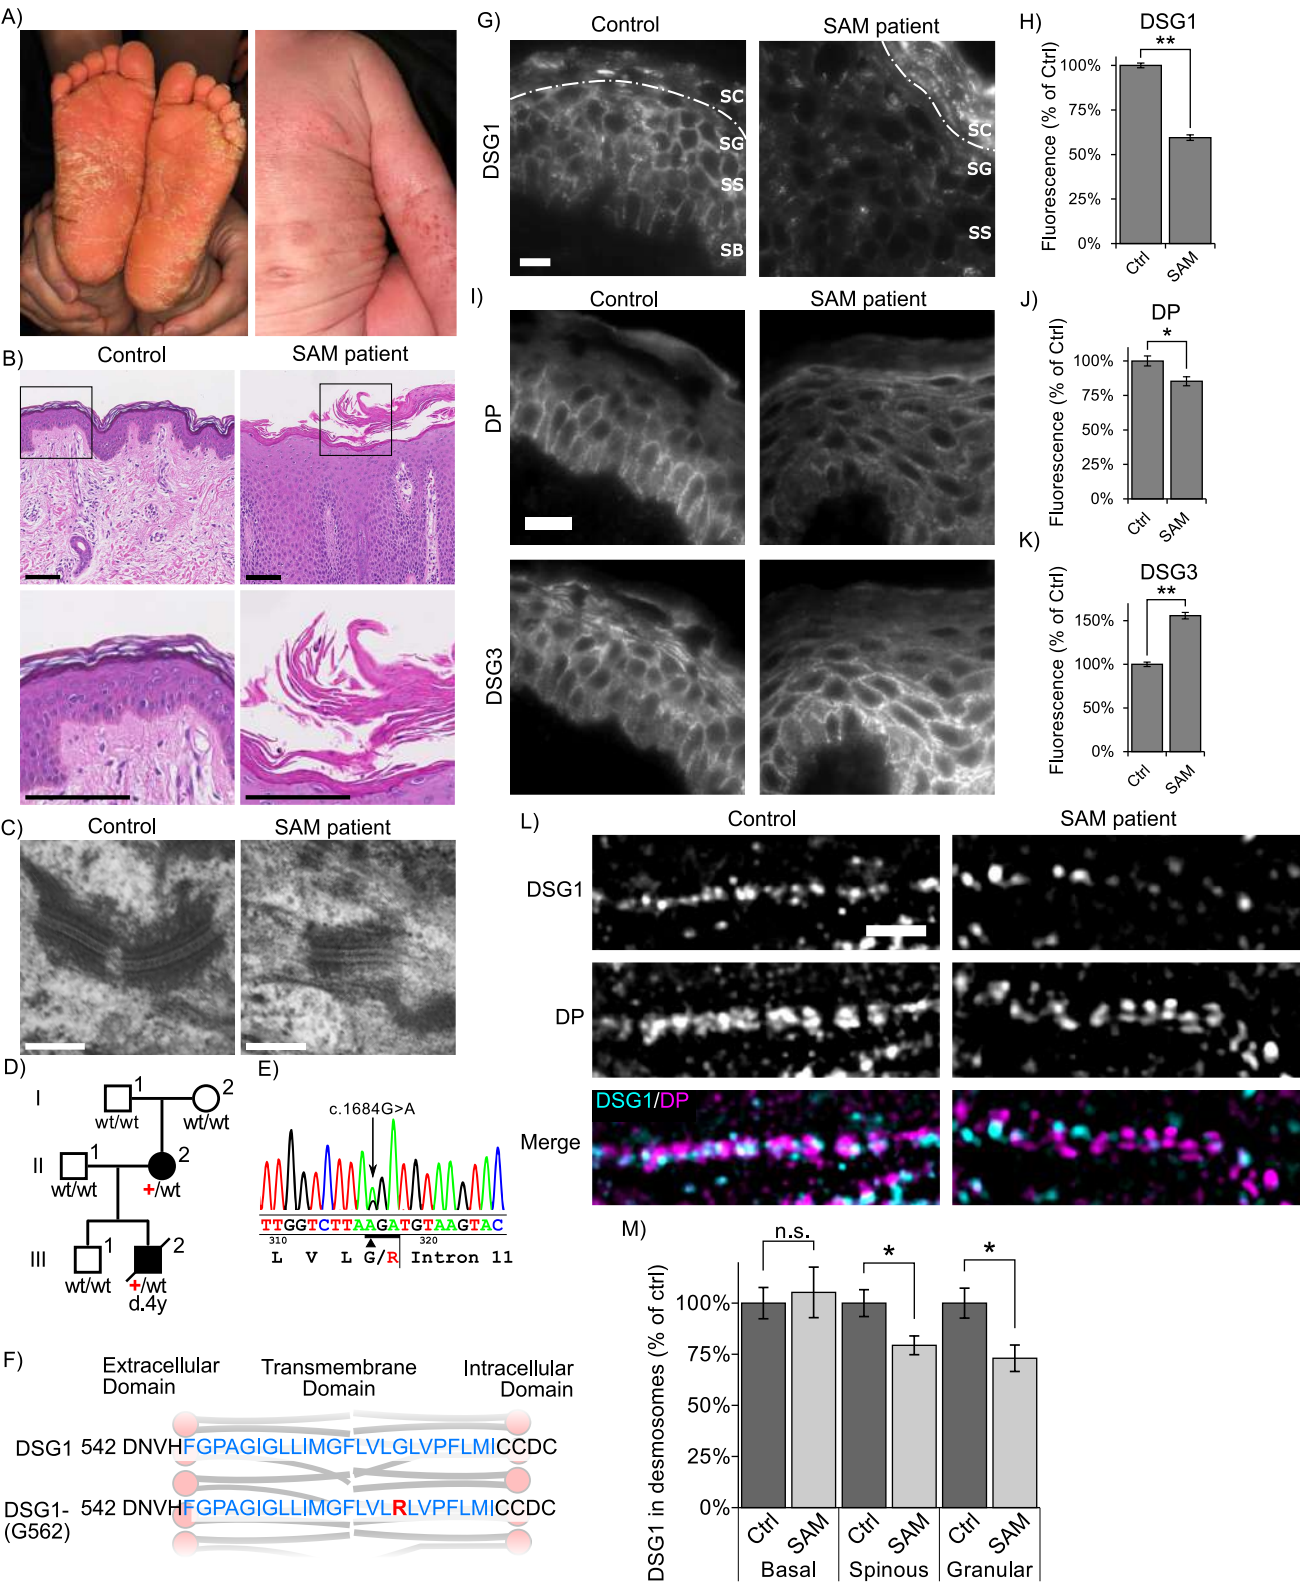 A)
B)
Control
SAM patient
C)
Control
SAM patient
D)
I
1
2
wt/wt
wt/wt
II
1
2
wt/wt
+/wt
III
1
2
wt/wt
+/wt
d.4y
E)
c.1684G>A
TTGGTCTTAAGATGTAAGTAC
310
320
L V L G/R Intron 11
F)
Extracellular
Domain
Transmembrane
Domain
Intracellular
Domain
DSG1 542 DNVHFGPAGIGLLIMGFLVLGLVPFLMICCDC
DSG1-
(G562)
542 DNVHFGPAGIGLLIMGFLVLRLVPFLMICCDC
G)
Control
SAM patient
DSG1
SC
SG
SS
SB
SC
SG
SS
H)
DSG1
**
Fluorescence (% of Ctrl)
100%
75%
50%
25%
0%
Ctrl
SAM
I)
Control
SAM patient
DP
DSG3
J)
DP
*
Fluorescence (% of Ctrl)
100%
75%
50%
25%
0%
Ctrl
SAM
K)
DSG3
**
Fluorescence (% of Ctrl)
150%
100%
50%
0%
Ctrl
SAM
L)
Control
SAM patient
DSG1
DP
Merge
DSG1/DP
M)
n.s.
*
*
DSG1 in desmosomes (% of ctrl)
100%
75%
50%
25%
0%
Ctrl
SAM
Ctrl
SAM
Ctrl
SAM
Basal
Spinous
Granular